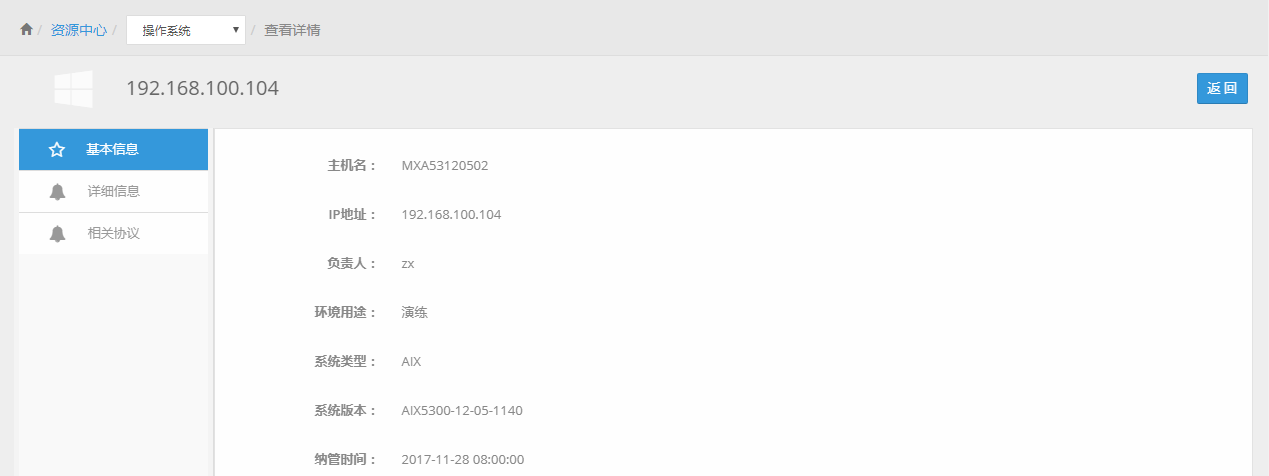 / 资源中心 / 操作系统 ▼ / 查看详情
192.168.100.104
返回
基本信息
详细信息
相关协议
主机名： MXA53120502
IP地址： 192.168.100.104
负责人： zx
环境用途： 演练
系统类型： AIX
系统版本： AIX5300-12-05-1140
纳管时间： 2017-11-28 08:00:00